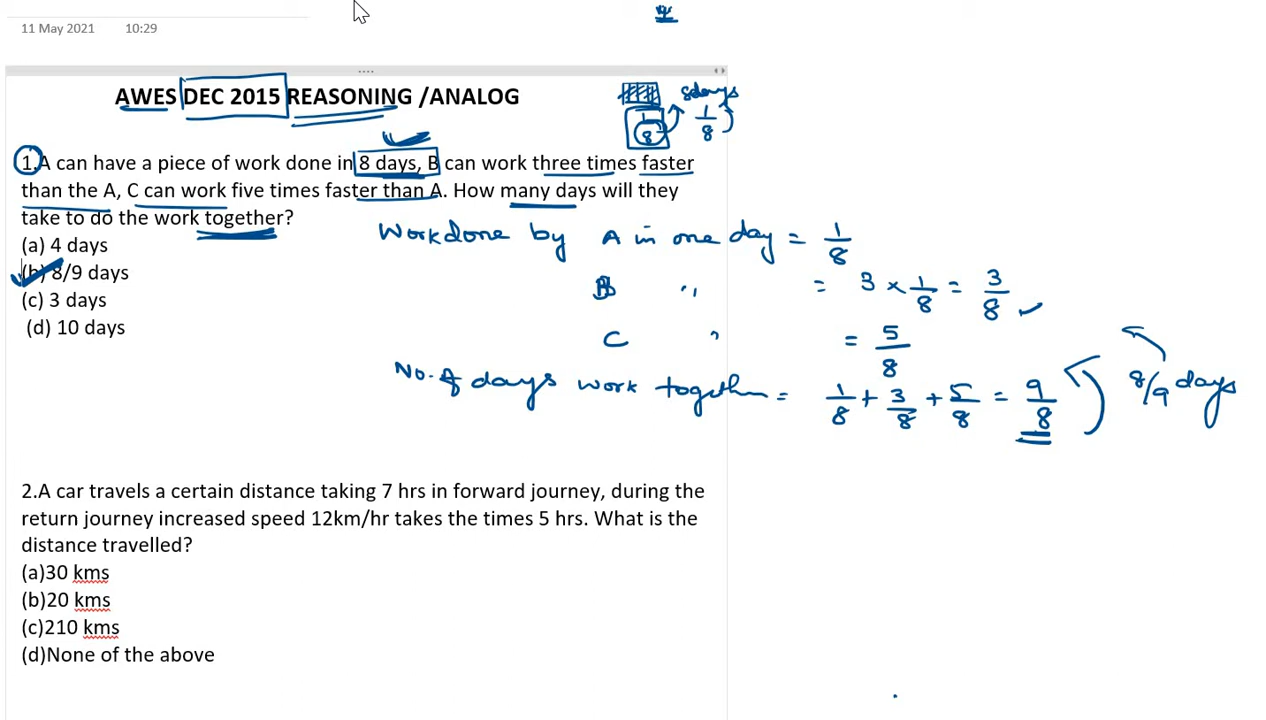 11 May 2021 10:29
AWES DEC 2015 REASONING /ANALOG
8days
1/8
1/8
1.A can have a piece of work done in 8 days, B can work three times faster
than the A, C can work five times faster than A. How many days will they
take to do the work together?
(a) 4 days
(b) 8/9 days
(c) 3 days
(d) 10 days
Workdone by A in one day = 1/8
B " = 3 × 1/8 = 3/8
C " = 5/8
No. of days work together = 1/8 + 3/8 + 5/8 = 9/8
8/9 days
2.A car travels a certain distance taking 7 hrs in forward journey, during the
return journey increased speed 12km/hr takes the times 5 hrs. What is the
distance travelled?
(a)30 kms
(b)20 kms
(c)210 kms
(d)None of the above